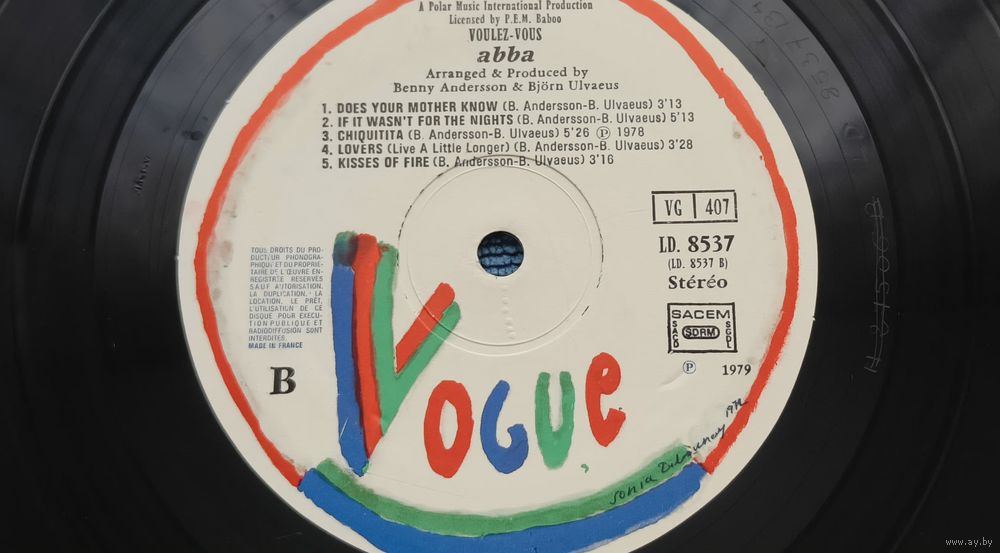 A Polar Music International Production
Licensed by P.E.M. Baboo
VOULEZ-VOUS
abba
Arranged & Produced by
Benny Andersson & Björn Ulvaeus
1. DOES YOUR MOTHER KNOW (B. Andersson-B. Ulvaeus) 3'13
2. IF IT WASN'T FOR THE NIGHTS (B. Andersson-B. Ulvaeus) 5'13
3. CHIQUITITA (B. Andersson-B. Ulvaeus) 5'26 Ⓟ 1978
4. LOVERS (Live A Little Longer) (B. Andersson-B. Ulvaeus) 3'28
5. KISSES OF FIRE (B. Andersson-B. Ulvaeus) 3'16
VG | 407
LD. 8537
(LD. 8537 B)
Stéréo
SACEM
SACD
SDRM
SGDL
Ⓟ 1979
TOUS DROITS DU PRO-
DUCTEUR PHONOGRA-
PHIQUE ET DU PROPRIE-
TAIRE DE L'ŒUVRE EN-
REGISTREE RESERVES
SAUF AUTORISATION,
LA DUPLICATION, LA
LOCATION, LE PRÊT,
L'UTILISATION DE CE
DISQUE POUR EXECU-
TION PUBLIQUE ET
RADIODIFFUSION SONT
INTERDITES.
MADE IN FRANCE
B
VOGUE
Sonia Delaunay
www.ay.by